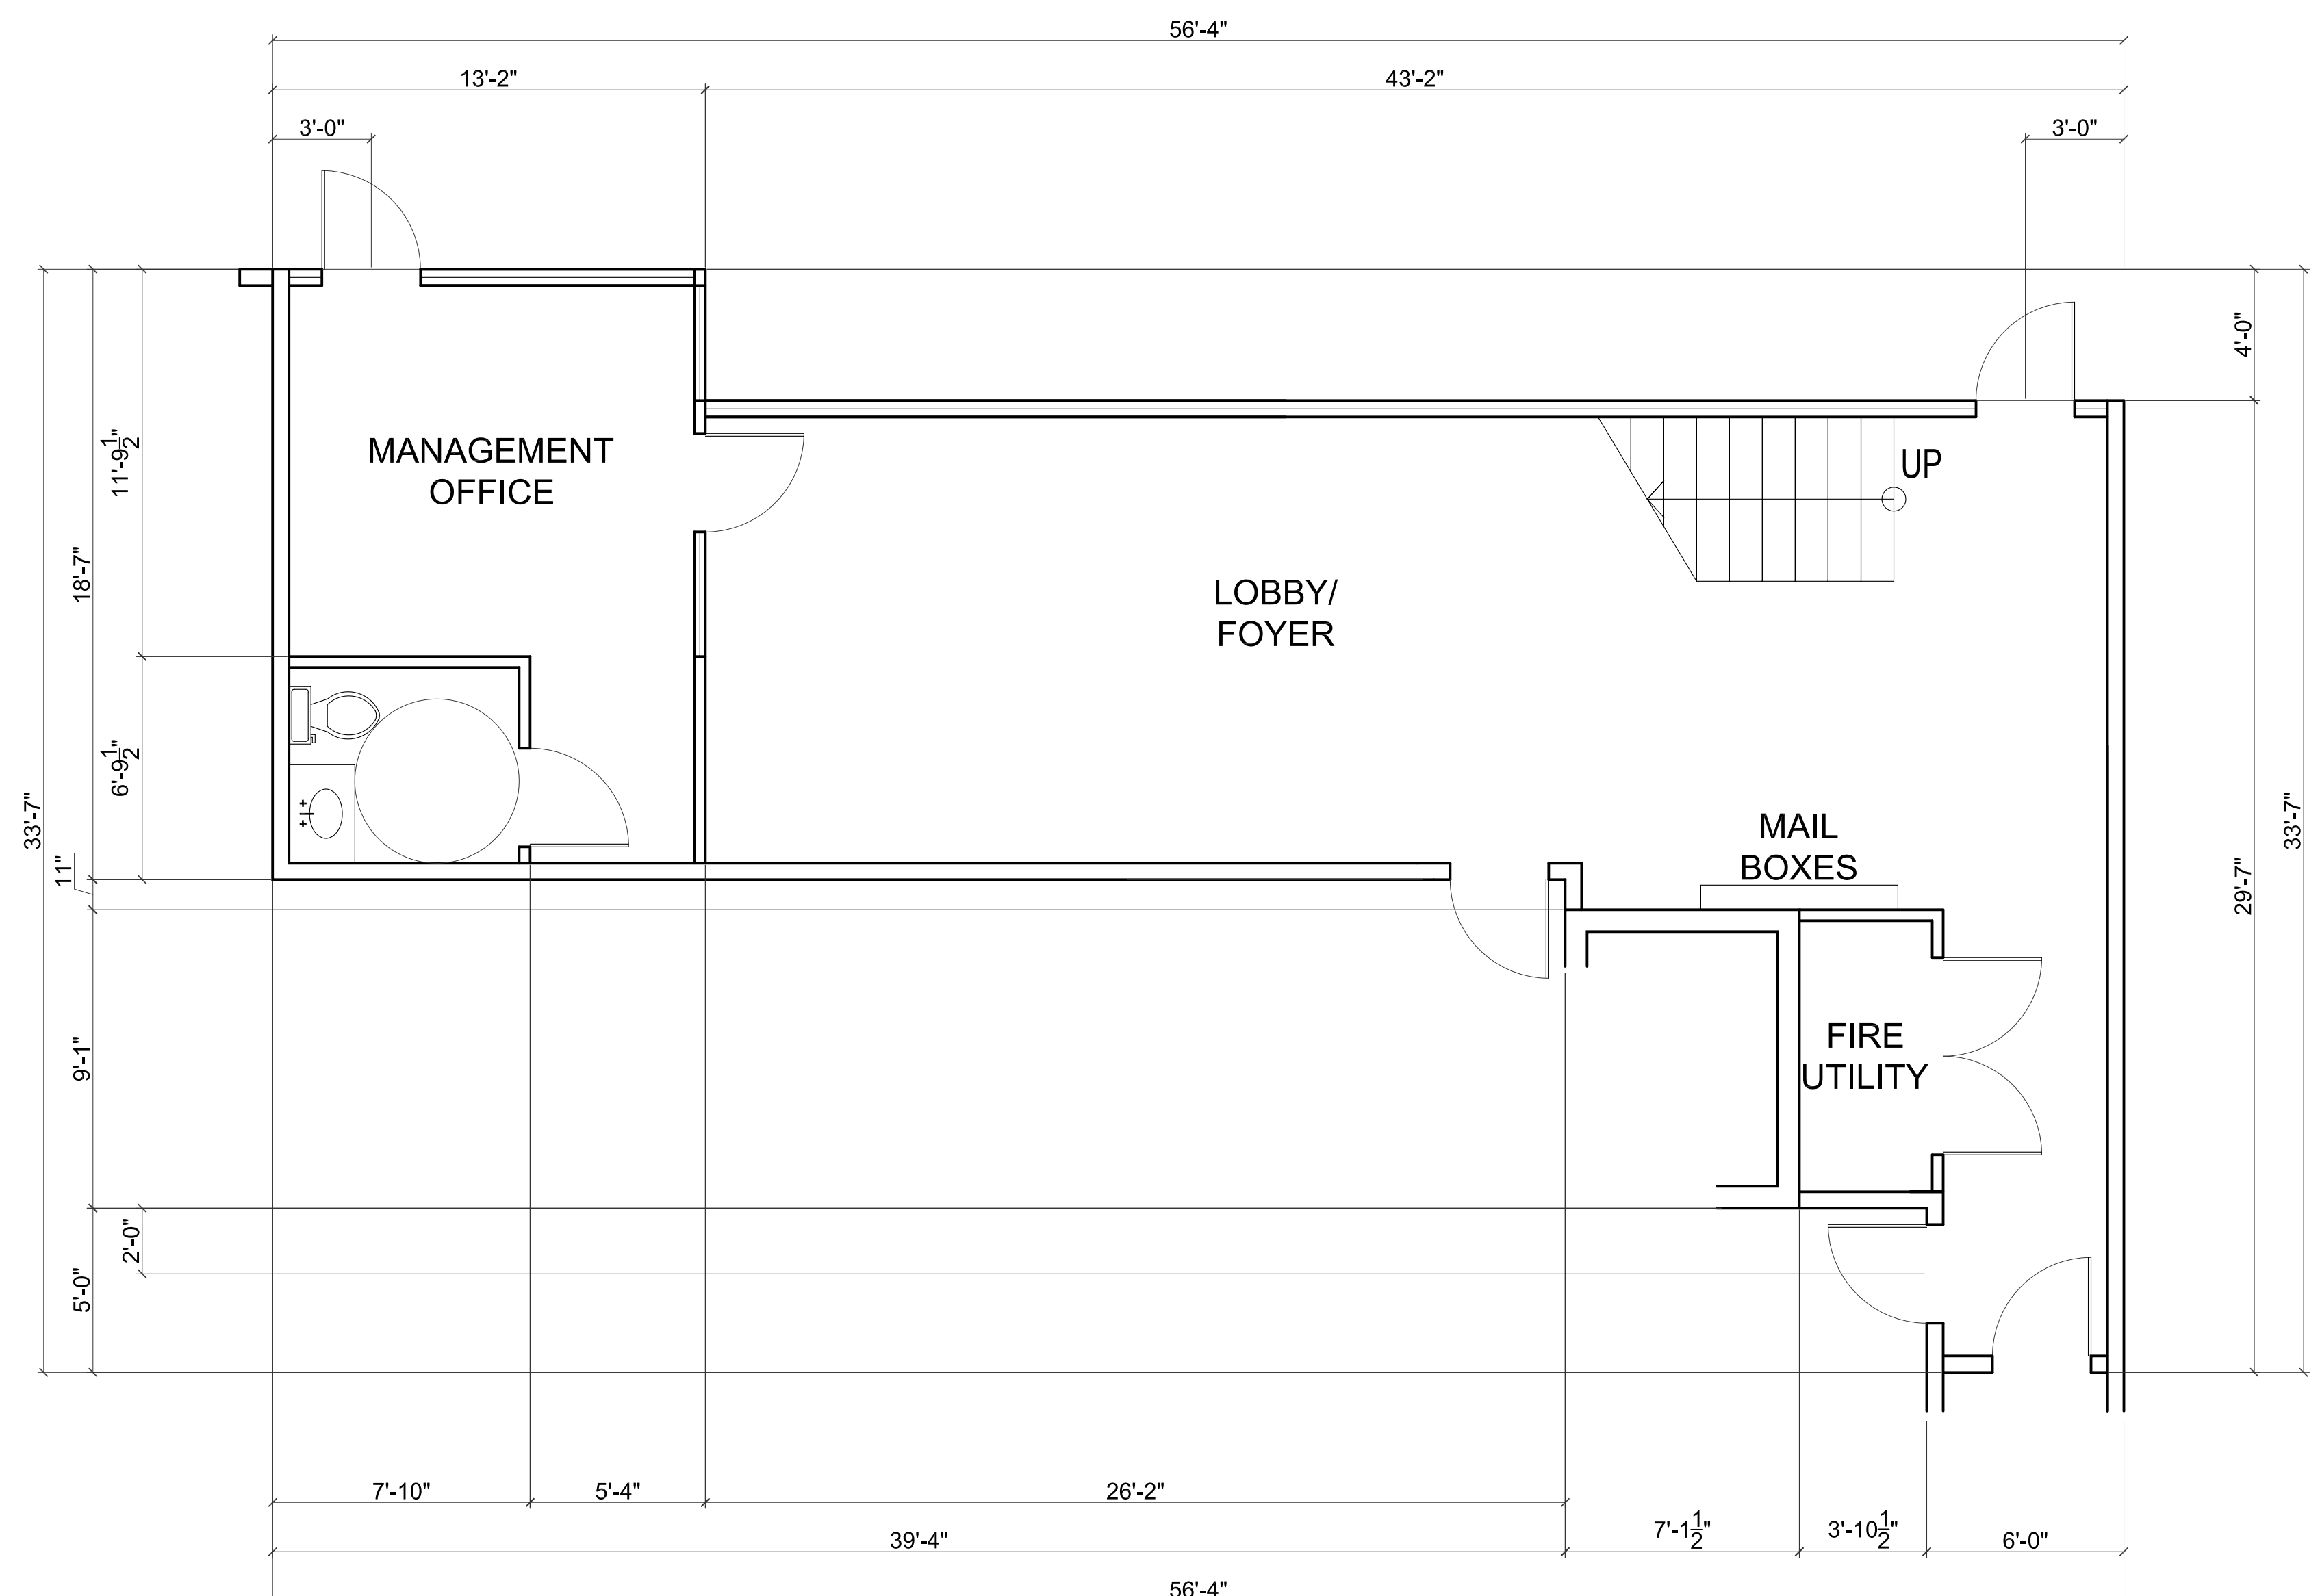 56'-4"
13'-2"
43'-2"
3'-0"
3'-0"
4'-0"
11'-9 1/2"
MANAGEMENT
OFFICE
UP
18'-7"
LOBBY/
FOYER
6'-9 1/2"
33'-7"
11"
MAIL
BOXES
33'-7"
29'-7"
9'-1"
FIRE
UTILITY
2'-0"
5'-0"
7'-10"
5'-4"
26'-2"
39'-4"
7'-1 1/2"
3'-10 1/2"
6'-0"
56'-4"